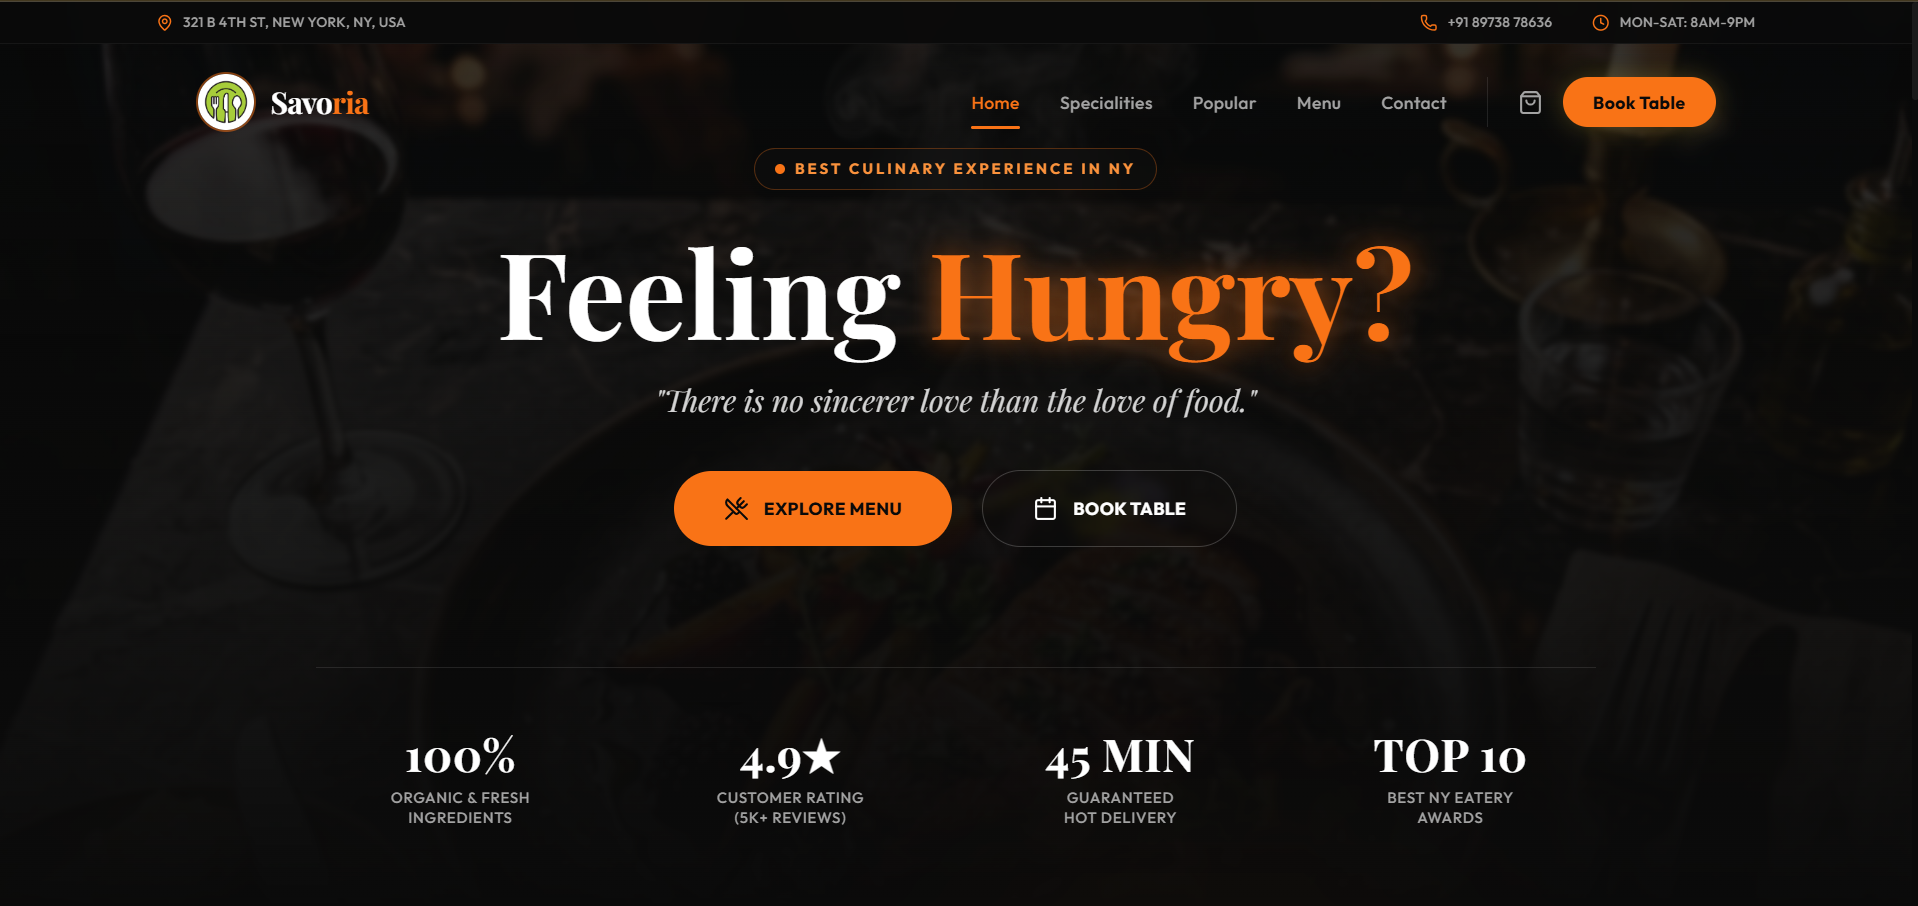 321 B 4TH ST, NEW YORK, NY, USA
+91 89738 78636
MON-SAT: 8AM-9PM
Savoria
Home
Specialities
Popular
Menu
Contact
Book Table
BEST CULINARY EXPERIENCE IN NY
Feeling Hungry?
"There is no sincerer love than the love of food."
EXPLORE MENU
BOOK TABLE
100%
ORGANIC & FRESH
INGREDIENTS
4.9★
CUSTOMER RATING
(5K+ REVIEWS)
45 MIN
GUARANTEED
HOT DELIVERY
TOP 10
BEST NY EATERY
AWARDS